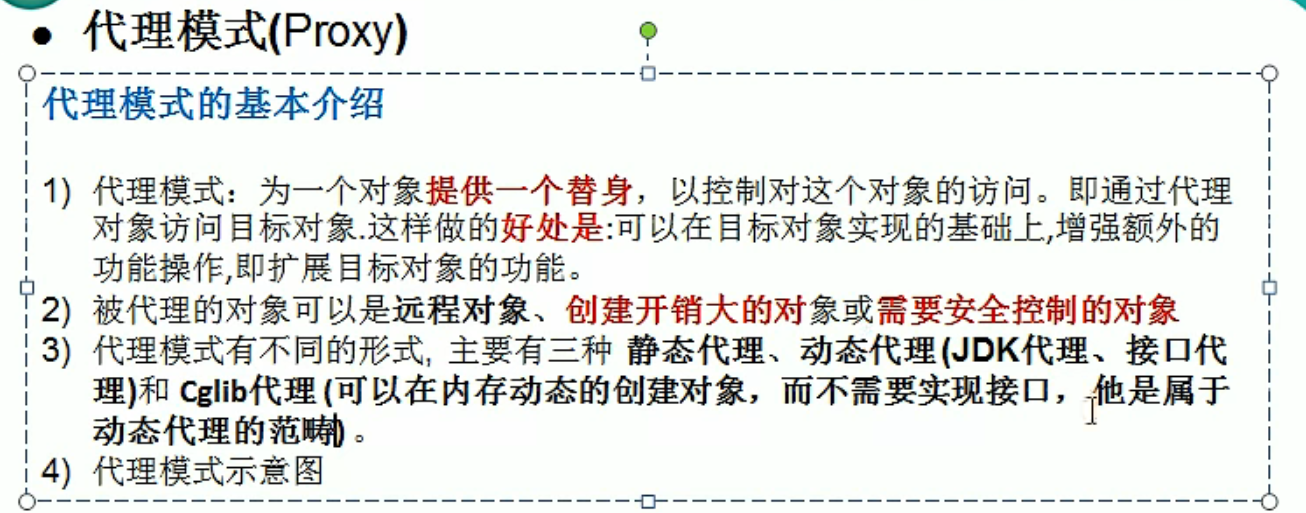 ● 代理模式(Proxy)
代理模式的基本介绍
1) 代理模式：为一个对象提供一个替身，以控制对这个对象的访问。即通过代理
对象访问目标对象.这样做的好处是:可以在目标对象实现的基础上,增强额外的
功能操作,即扩展目标对象的功能。
2) 被代理的对象可以是远程对象、创建开销大的对象或需要安全控制的对象
3) 代理模式有不同的形式, 主要有三种 静态代理、动态代理(JDK代理、接口代
理)和 Cglib代理 (可以在内存动态的创建对象，而不需要实现接口， 他是属于
动态代理的范畴) 。
4) 代理模式示意图